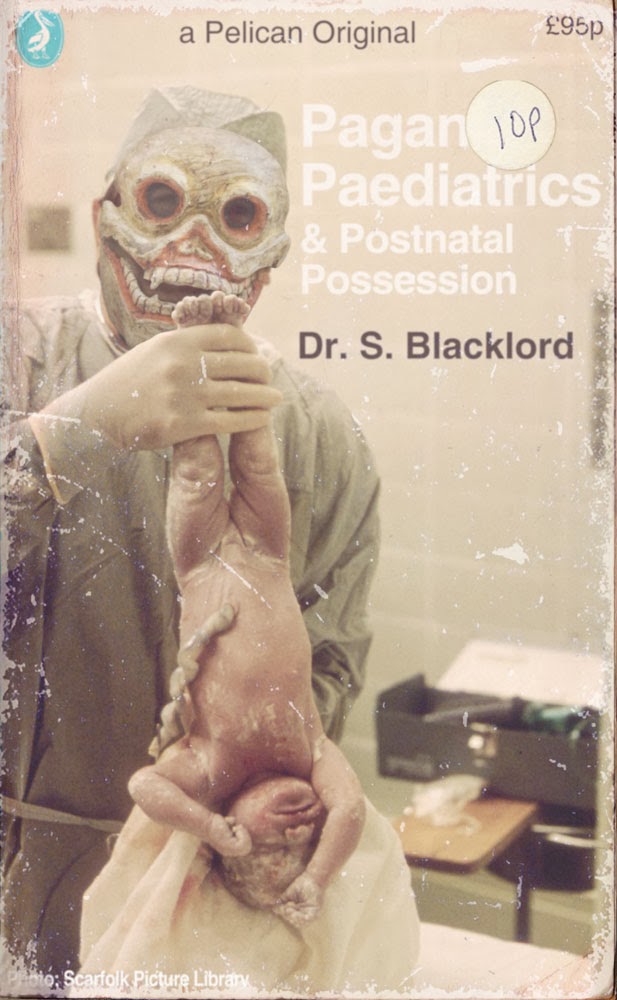 a Pelican Original
£95p
Pagan
10P
Paediatrics
& Postnatal
Possession
Dr. S. Blacklord
Photo: Scarfolk Picture Library